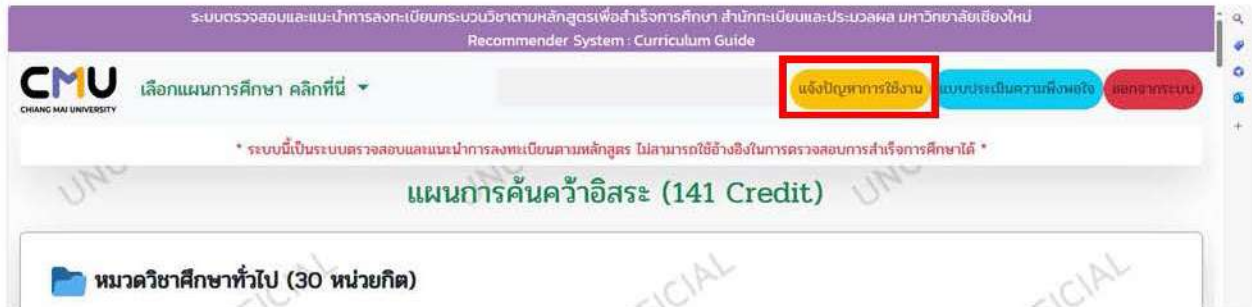 ระบบตรวจสอบและแนะนำการลงทะเบียนกระบวนวิชาตามหลักสูตรเพื่อสำเร็จการศึกษา สำนักทะเบียนและประมวลผล มหาวิทยาลัยเชียงใหม่
Recommender System : Curriculum Guide
CMU
CHIANG MAI UNIVERSITY
เลือกแผนการศึกษา คลิกที่นี่
แจ้งปัญหาการใช้งาน
แบบประเมินความพึงพอใจ
ออกจากระบบ
* ระบบนี้เป็นระบบตรวจสอบและแนะนำการลงทะเบียนตามหลักสูตร ไม่สามารถใช้อ้างอิงในการตรวจสอบการสำเร็จการศึกษาได้ *
แผนการค้นคว้าอิสระ (141 Credit)
หมวดวิชาศึกษาทั่วไป (30 หน่วยกิต)